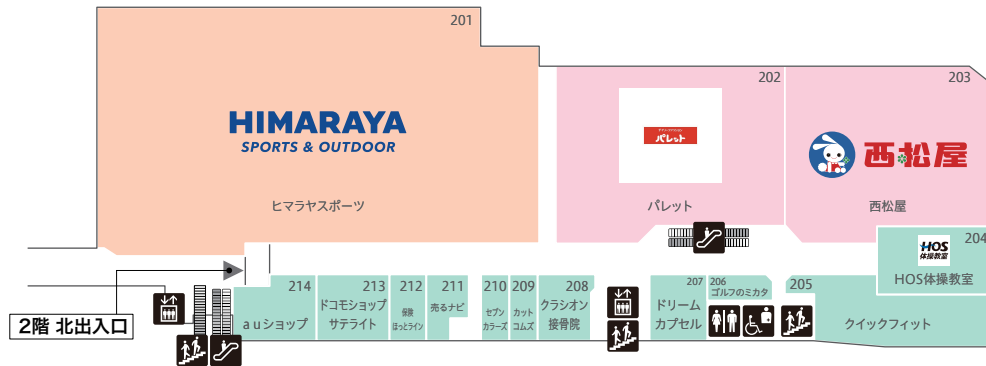 201
HIMARAYA
SPORTS & OUTDOOR
ヒマラヤスポーツ
202
パレット
パレット
203
西松屋
西松屋
204
HOS
体操教室
HOS体操教室
2階 北出入口
214
auショップ
213
ドコモショップ
サテライト
212
保険
ほっとライン
211
売るナビ
210
セブン
カラーズ
209
カット
コムズ
208
クラシオン
接骨院
207
ドリーム
カプセル
206
ゴルフのミカタ
205
クイックフィット